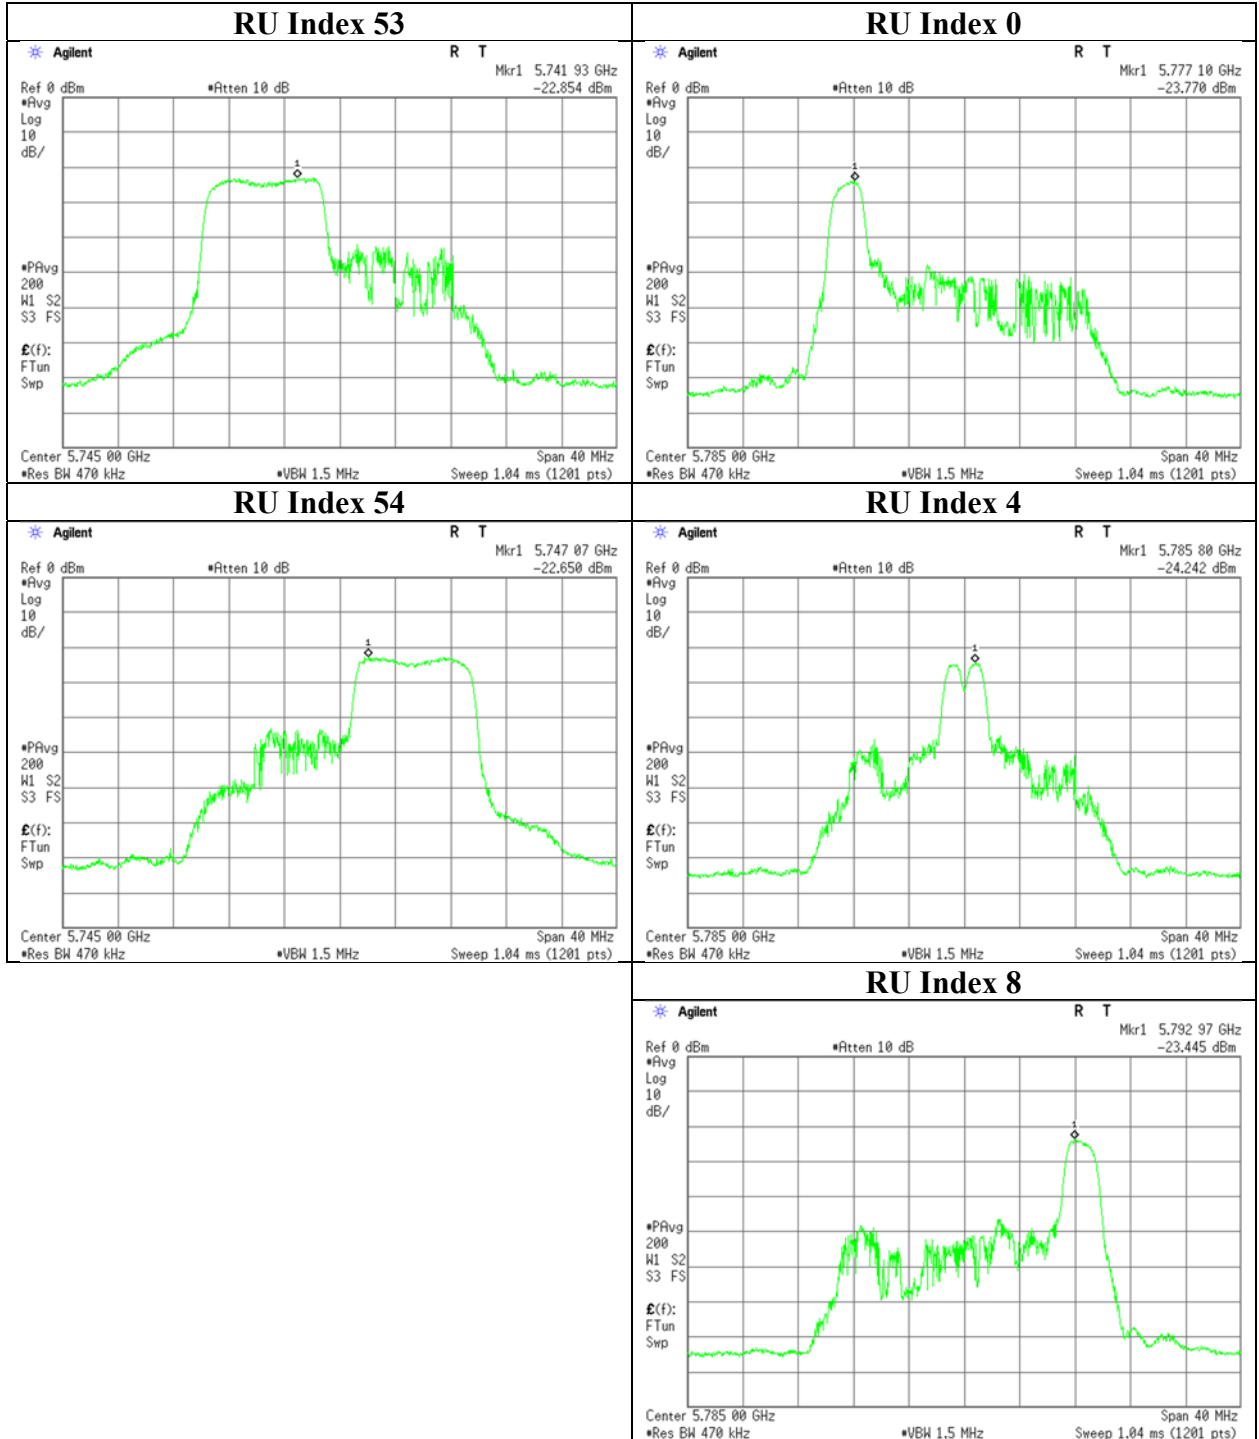 RU Index 53
Agilent
R T
Mkr1 5.741 93 GHz
Ref 0 dBm #Atten 10 dB -22.854 dBm
#Avg
Log
10
dB/
1
#PAvg
200
W1 S2
S3 FS
£(f):
FTun
Swp
Center 5.745 00 GHz Span 40 MHz
#Res BW 470 kHz #VBW 1.5 MHz Sweep 1.04 ms (1201 pts)
RU Index 0
Agilent
R T
Mkr1 5.777 10 GHz
Ref 0 dBm #Atten 10 dB -23.770 dBm
#Avg
Log
10
dB/
1
#PAvg
200
W1 S2
S3 FS
£(f):
FTun
Swp
Center 5.785 00 GHz Span 40 MHz
#Res BW 470 kHz #VBW 1.5 MHz Sweep 1.04 ms (1201 pts)
RU Index 54
Agilent
R T
Mkr1 5.747 07 GHz
Ref 0 dBm #Atten 10 dB -22.650 dBm
#Avg
Log
10
dB/
1
#PAvg
200
W1 S2
S3 FS
£(f):
FTun
Swp
Center 5.745 00 GHz Span 40 MHz
#Res BW 470 kHz #VBW 1.5 MHz Sweep 1.04 ms (1201 pts)
RU Index 4
Agilent
R T
Mkr1 5.785 80 GHz
Ref 0 dBm #Atten 10 dB -24.242 dBm
#Avg
Log
10
dB/
1
#PAvg
200
W1 S2
S3 FS
£(f):
FTun
Swp
Center 5.785 00 GHz Span 40 MHz
#Res BW 470 kHz #VBW 1.5 MHz Sweep 1.04 ms (1201 pts)
RU Index 8
Agilent
R T
Mkr1 5.792 97 GHz
Ref 0 dBm #Atten 10 dB -23.445 dBm
#Avg
Log
10
dB/
1
#PAvg
200
W1 S2
S3 FS
£(f):
FTun
Swp
Center 5.785 00 GHz Span 40 MHz
#Res BW 470 kHz #VBW 1.5 MHz Sweep 1.04 ms (1201 pts)